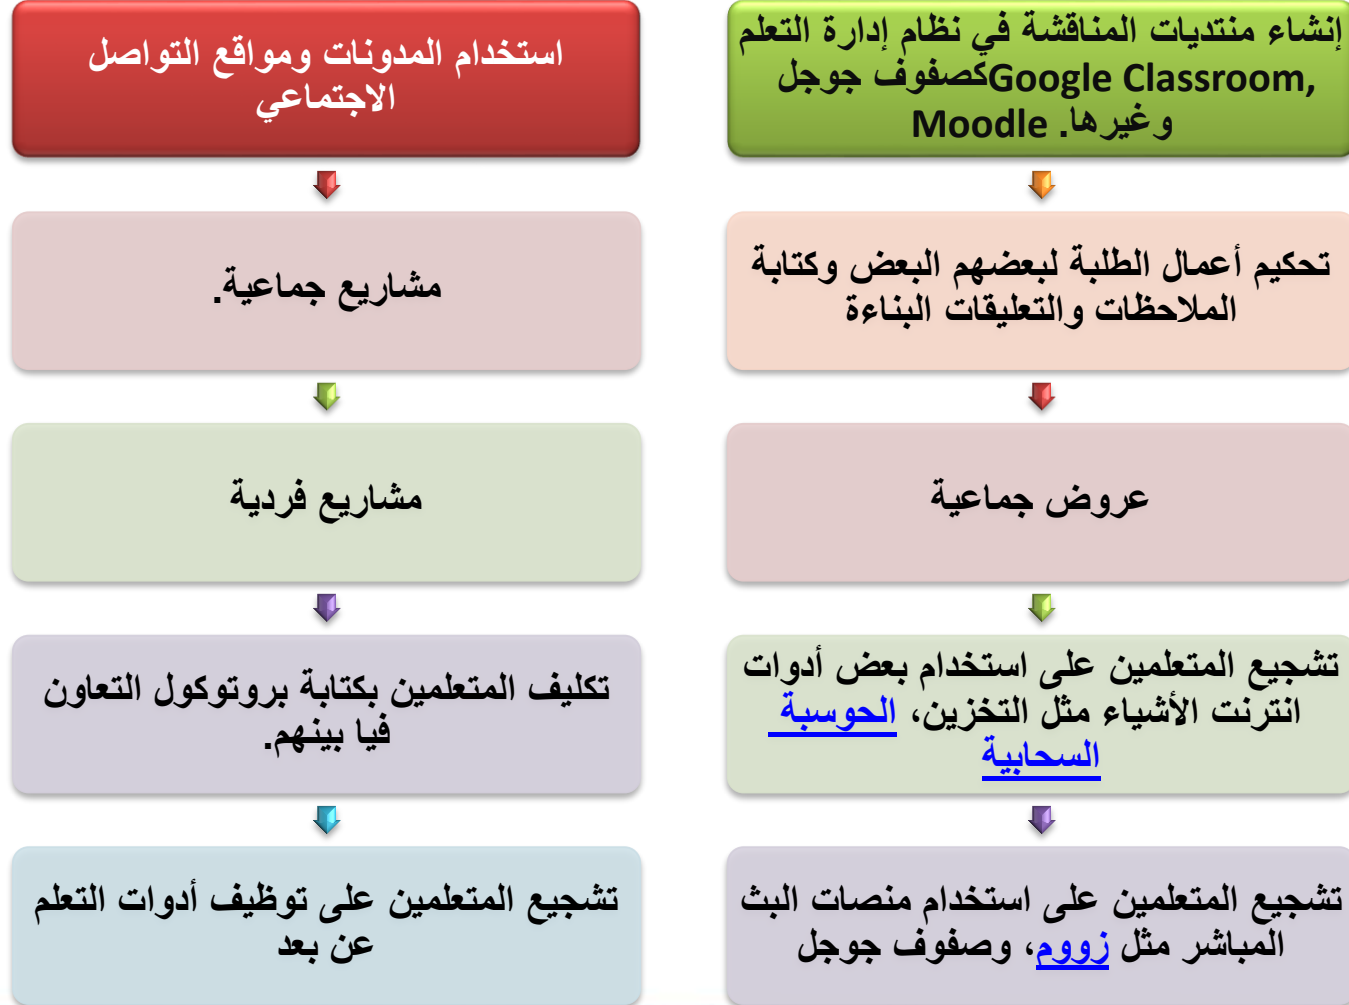 إنشاء منتديات المناقشة في نظام إدارة التعلم
كصفوف جوجل Google Classroom,
Moodle وغيرها.
تحكيم أعمال الطلبة لبعضهم البعض وكتابة
الملاحظات والتعليقات البناءة
عروض جماعية
تشجيع المتعلمين على استخدام بعض أدوات
انترنت الأشياء مثل التخزين، الحوسبة
السحابية
تشجيع المتعلمين على استخدام منصات البث
المباشر مثل زووم، وصفوف جوجل
استخدام المدونات ومواقع التواصل
الاجتماعي
مشاريع جماعية.
مشاريع فردية
تكليف المتعلمين بكتابة بروتوكول التعاون
فيا بينهم.
تشجيع المتعلمين على توظيف أدوات التعلم
عن بعد